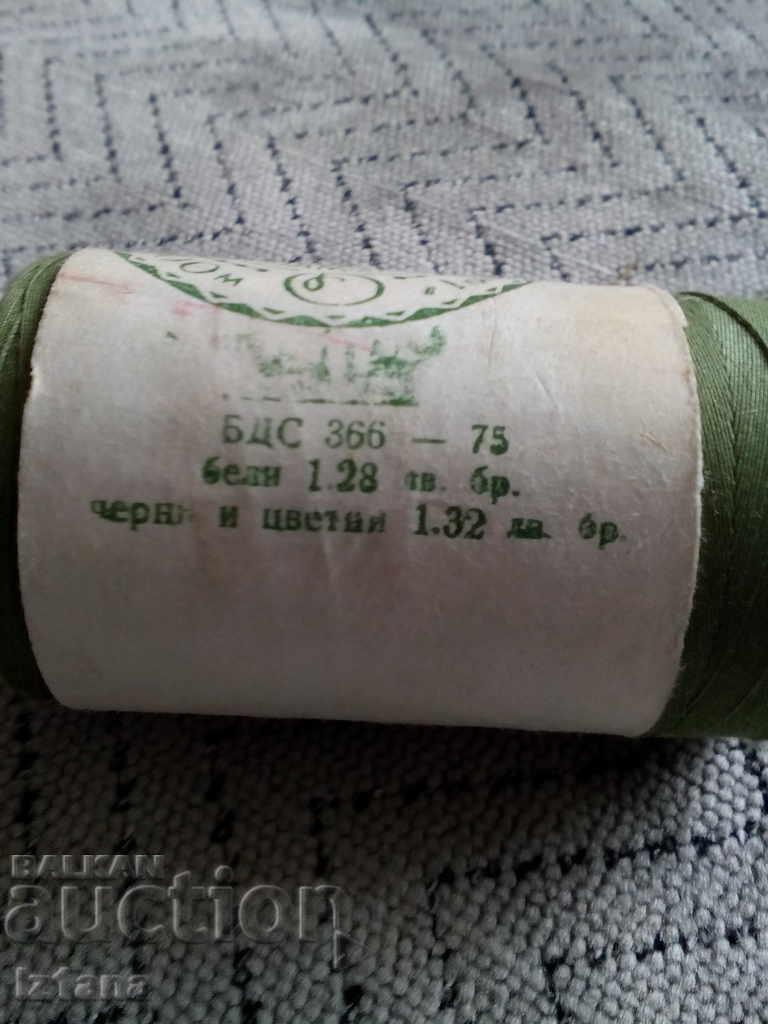 БДС 366 — 75
бели 1.28 лв. бр.
черни и цветни 1.32 лв. бр.
BALKAN
auction
Izfana